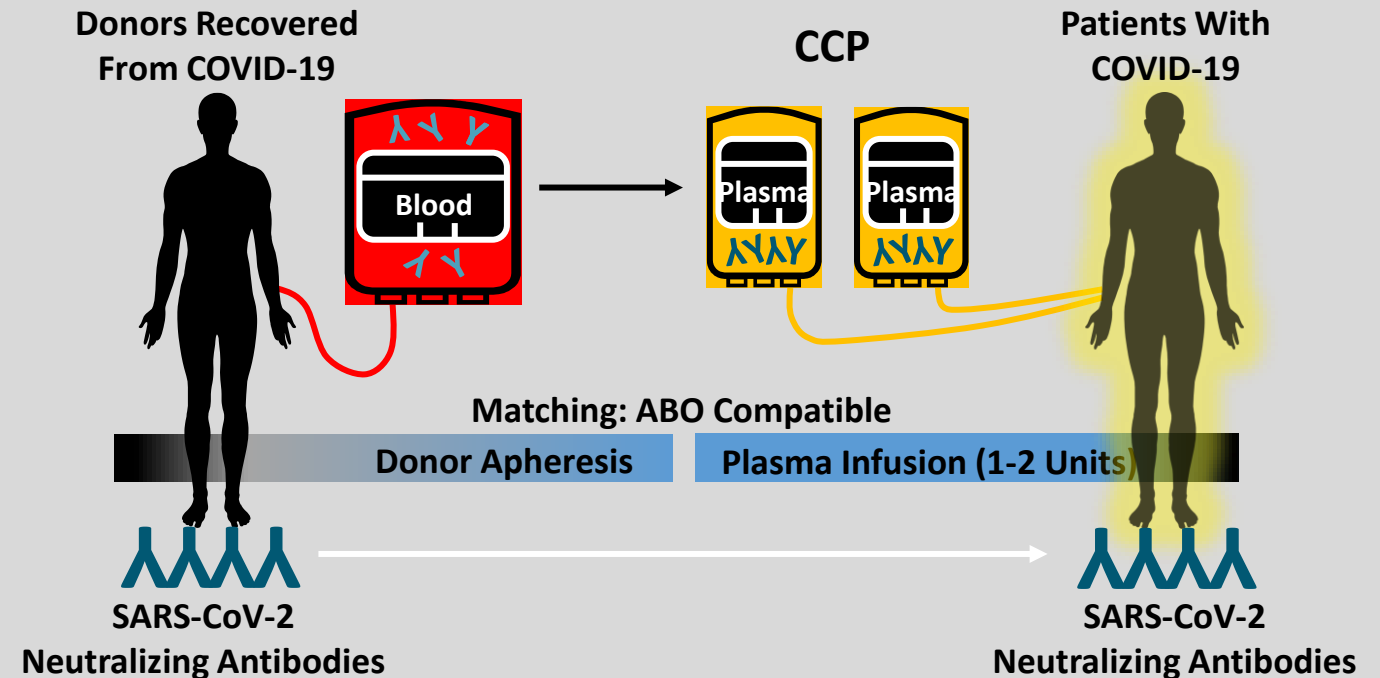 Donors Recovered
From COVID-19
CCP
Patients With
COVID-19
Blood
Plasma
Plasma
Matching: ABO Compatible
Donor Apheresis
Plasma Infusion (1-2 Units)
SARS-CoV-2
Neutralizing Antibodies
SARS-CoV-2
Neutralizing Antibodies